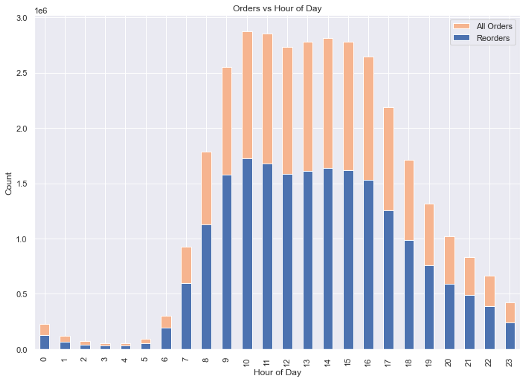 Orders vs Hour of Day
1e6
All Orders
Reorders
3.0
2.5
2.0
1.5
1.0
0.5
0.0
Count
0 1 2 3 4 5 6 7 8 9 10 11 12 13 14 15 16 17 18 19 20 21 22 23
Hour of Day